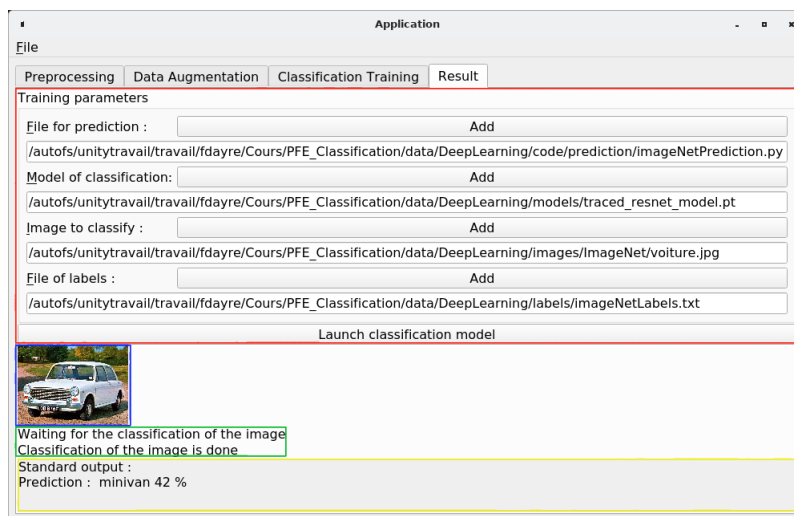 Application
File
Preprocessing Data Augmentation Classification Training Result
Training parameters
File for prediction : Add
/autofs/unitytravail/travail/fdayre/Cours/PFE_Classification/data/DeepLearning/code/prediction/imageNetPrediction.py
Model of classification: Add
/autofs/unitytravail/travail/fdayre/Cours/PFE_Classification/data/DeepLearning/models/traced_resnet_model.pt
Image to classify : Add
/autofs/unitytravail/travail/fdayre/Cours/PFE_Classification/data/DeepLearning/images/ImageNet/voiture.jpg
File of labels : Add
/autofs/unitytravail/travail/fdayre/Cours/PFE_Classification/data/DeepLearning/labels/imageNetLabels.txt
Launch classification model
Waiting for the classification of the image
Classification of the image is done
Standard output :
Prediction : minivan 42 %